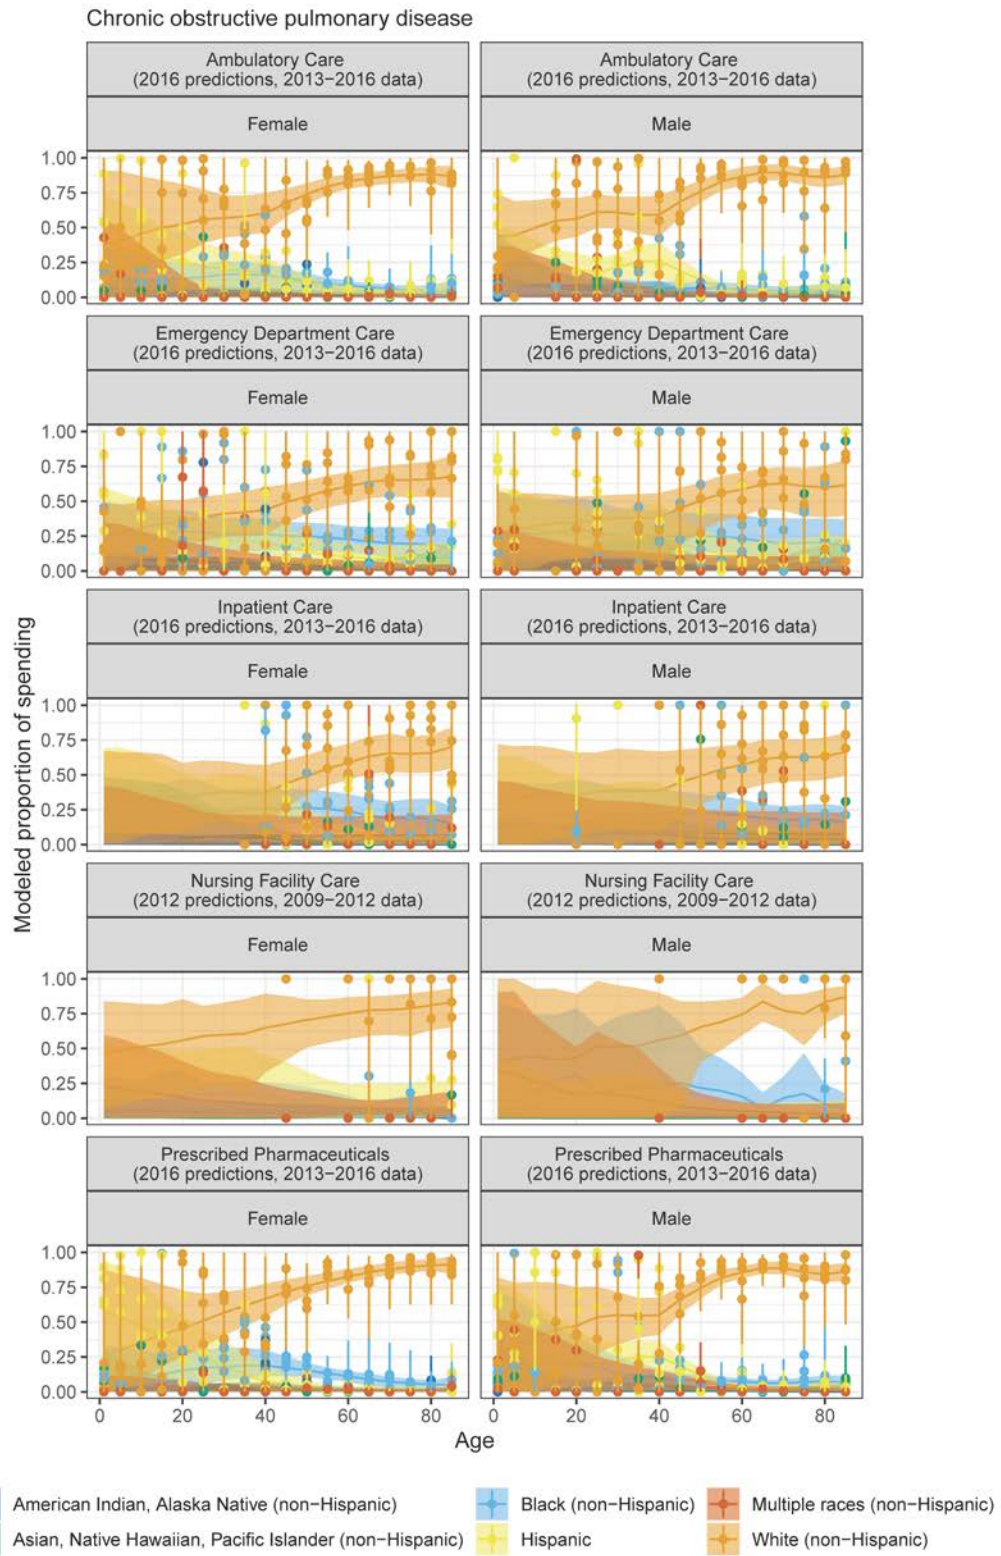 Chronic obstructive pulmonary disease
Ambulatory Care
(2016 predictions, 2013−2016 data)
Ambulatory Care
(2016 predictions, 2013−2016 data)
Female
Male
1.00
0.75
0.50
0.25
0.00
Emergency Department Care
(2016 predictions, 2013−2016 data)
Emergency Department Care
(2016 predictions, 2013−2016 data)
Female
Male
1.00
0.75
0.50
0.25
0.00
Inpatient Care
(2016 predictions, 2013−2016 data)
Inpatient Care
(2016 predictions, 2013−2016 data)
Female
Male
1.00
0.75
0.50
0.25
0.00
Modeled proportion of spending
Nursing Facility Care
(2012 predictions, 2009−2012 data)
Nursing Facility Care
(2012 predictions, 2009−2012 data)
Female
Male
1.00
0.75
0.50
0.25
0.00
Prescribed Pharmaceuticals
(2016 predictions, 2013−2016 data)
Prescribed Pharmaceuticals
(2016 predictions, 2013−2016 data)
Female
Male
1.00
0.75
0.50
0.25
0.00
0 20 40 60 80
0 20 40 60 80
Age
American Indian, Alaska Native (non−Hispanic)
Black (non−Hispanic)
Multiple races (non−Hispanic)
Asian, Native Hawaiian, Pacific Islander (non−Hispanic)
Hispanic
White (non−Hispanic)